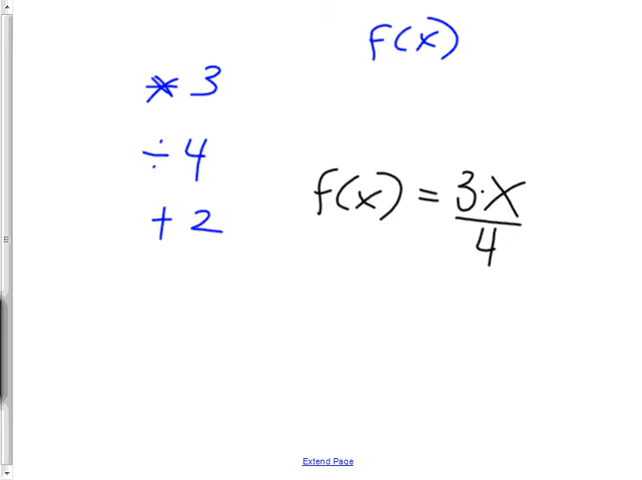 f(x)
* 3
÷ 4
+ 2
f(x) = 3·x / 4
Extend Page